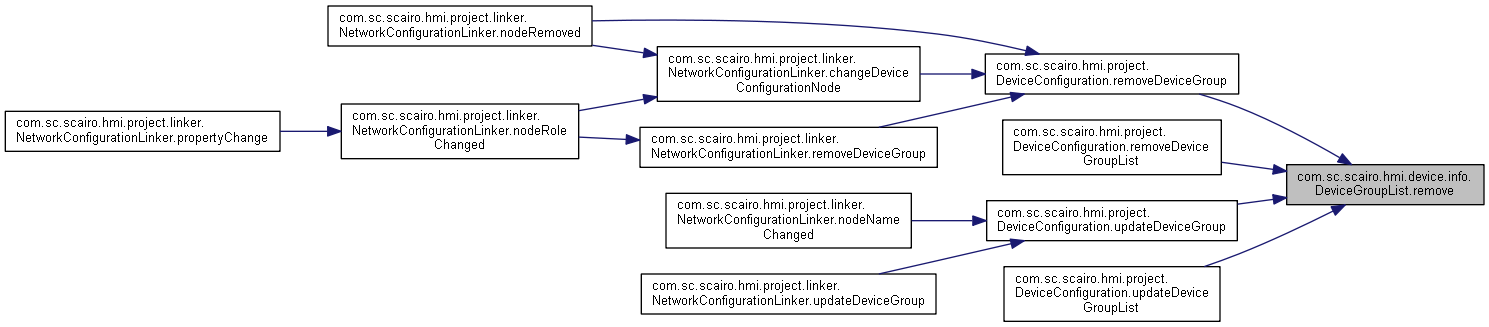 com.sc.scairo.hmi.project.linker.
NetworkConfigurationLinker.nodeRemoved
com.sc.scairo.hmi.project.linker.
NetworkConfigurationLinker.changeDevice
ConfigurationNode
com.sc.scairo.hmi.project.
DeviceConfiguration.removeDeviceGroup
com.sc.scairo.hmi.project.linker.
NetworkConfigurationLinker.propertyChange
com.sc.scairo.hmi.project.linker.
NetworkConfigurationLinker.nodeRole
Changed
com.sc.scairo.hmi.project.linker.
NetworkConfigurationLinker.removeDeviceGroup
com.sc.scairo.hmi.project.
DeviceConfiguration.removeDevice
GroupList
com.sc.scairo.hmi.device.info.
DeviceGroupList.remove
com.sc.scairo.hmi.project.linker.
NetworkConfigurationLinker.nodeName
Changed
com.sc.scairo.hmi.project.
DeviceConfiguration.updateDeviceGroup
com.sc.scairo.hmi.project.linker.
NetworkConfigurationLinker.updateDeviceGroup
com.sc.scairo.hmi.project.
DeviceConfiguration.updateDevice
GroupList